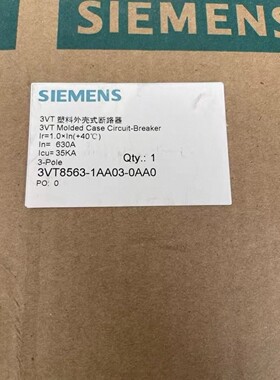 SIEMENS
3VT 塑料外壳式断路器
3VT Molded Case Circuit-Breaker
Ir=1.0×In(+40℃)
In= 630A
Icu= 35KA
3-Pole Qty.: 1
3VT8563-1AA03-0AA0
PO: 0